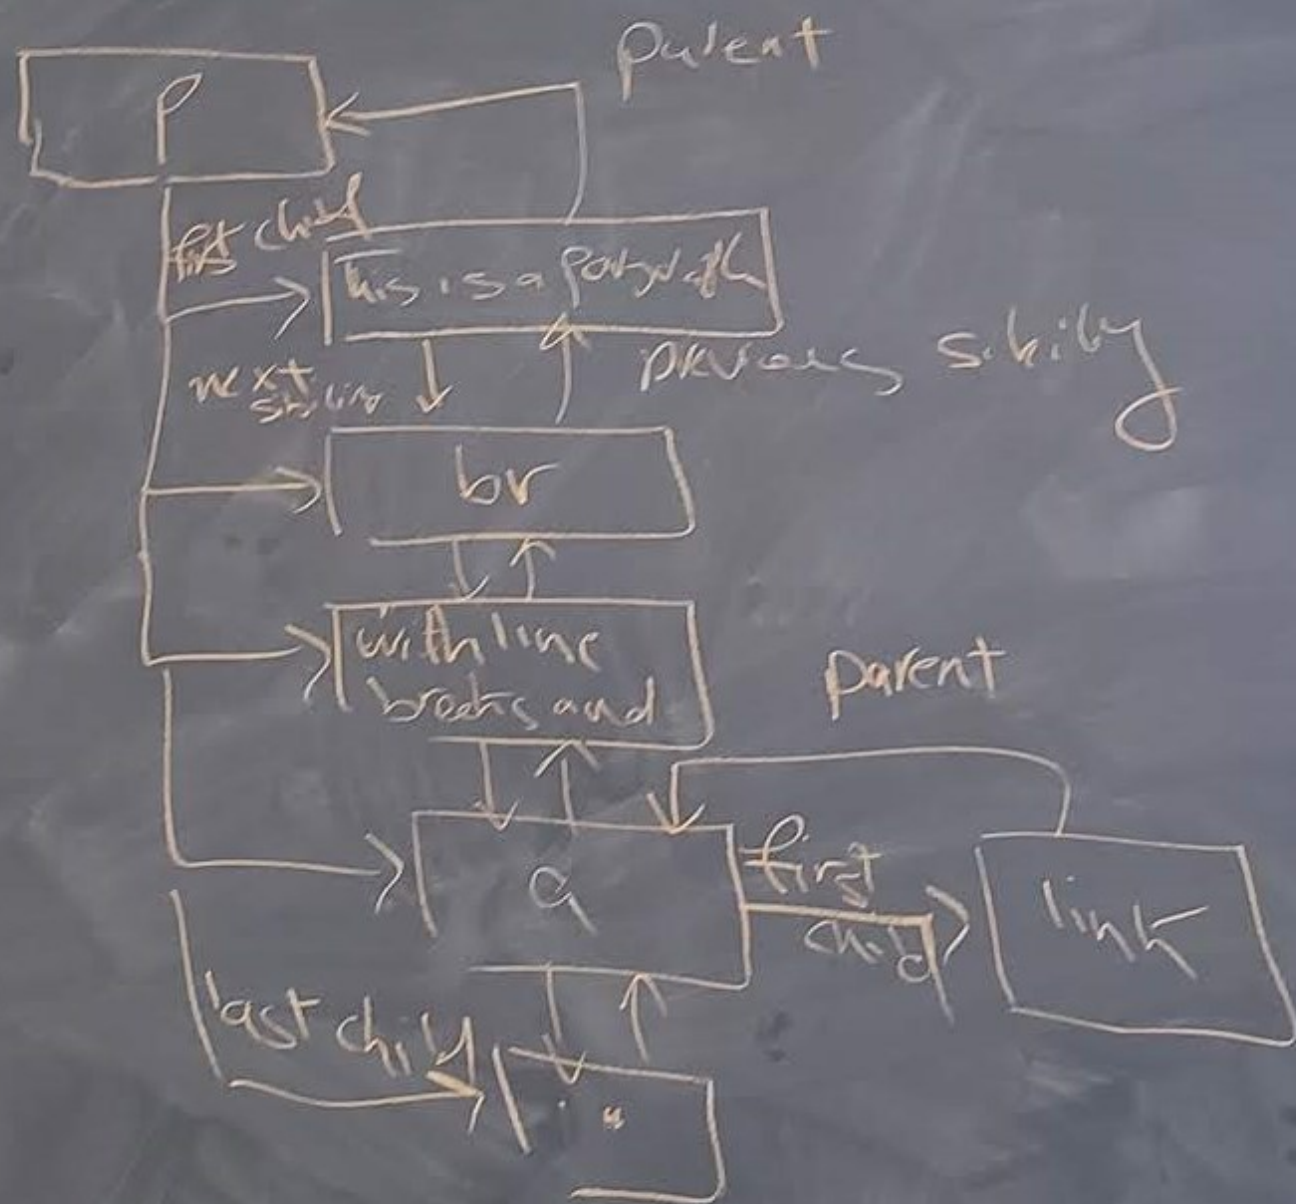 parent
P
first child
This is a paragraph
next
sibling
previous sibling
br
with line
breaks and
parent
a
first
child
link
last child